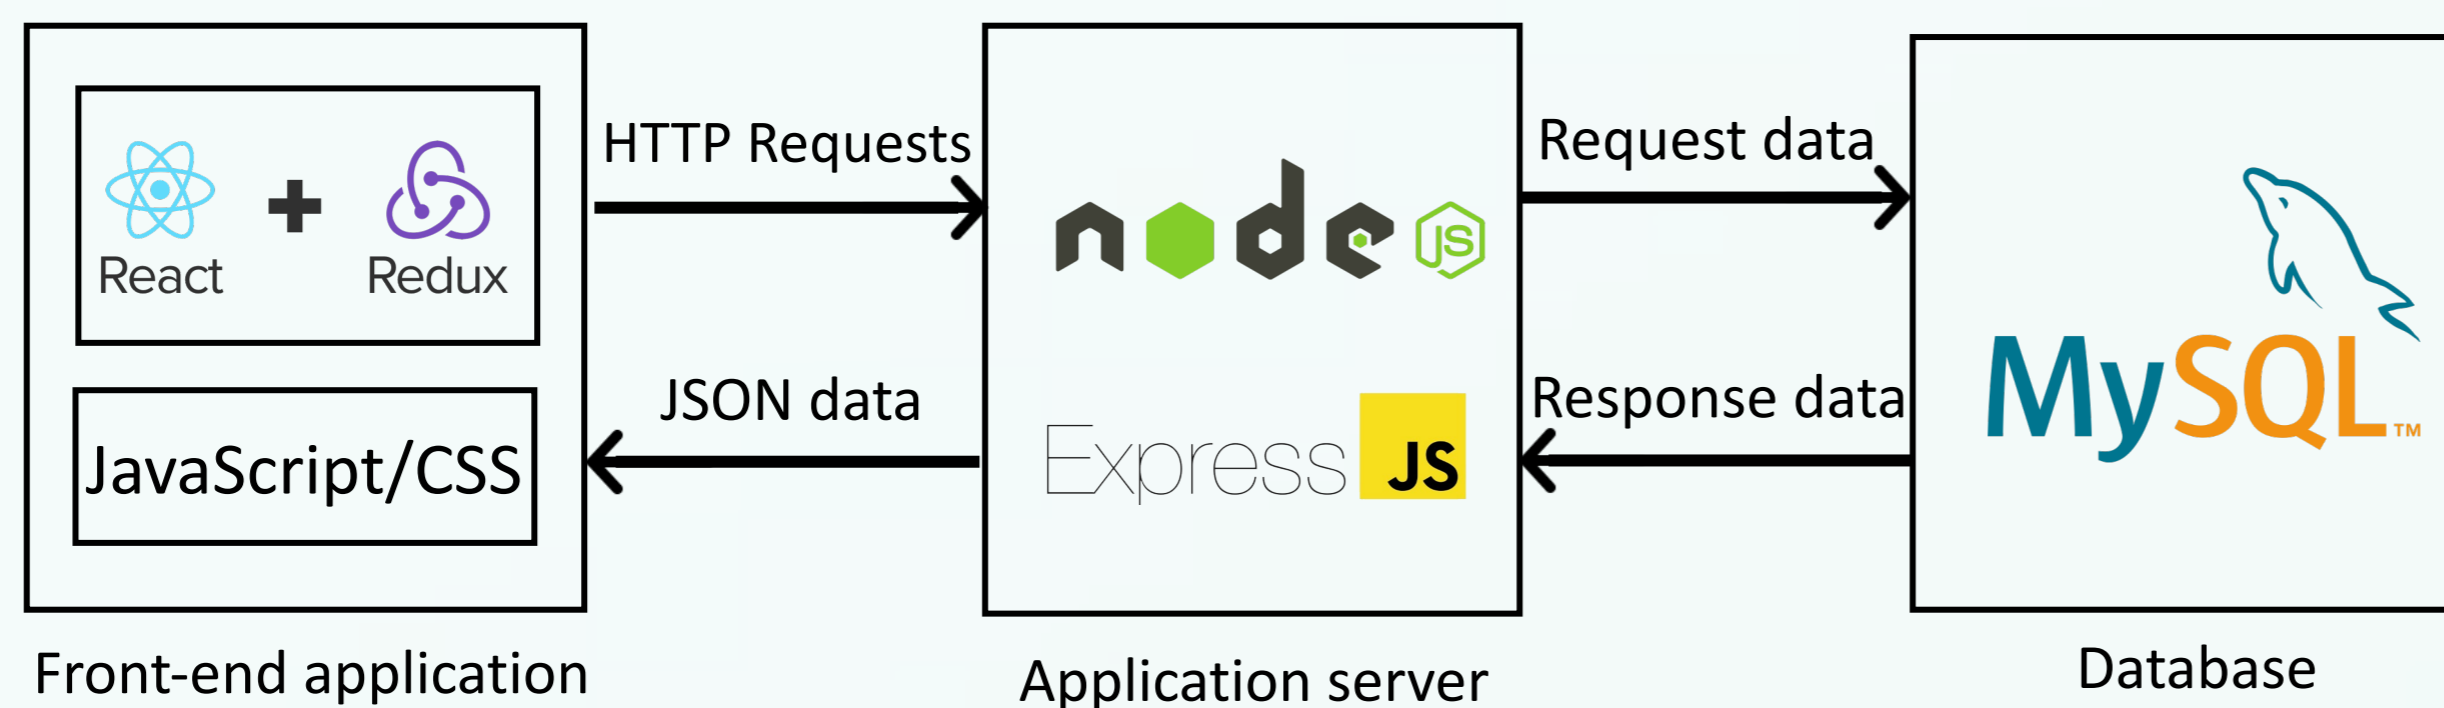 React
Redux
JavaScript/CSS
Front-end application
HTTP Requests
JSON data
node JS
Express JS
Application server
Request data
Response data
MySQL™
Database